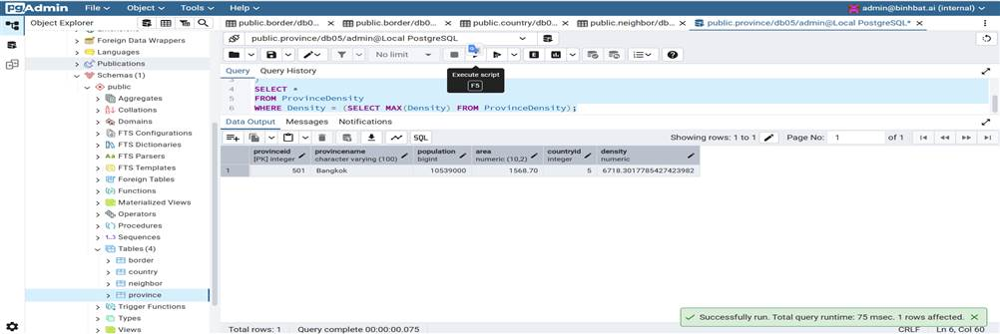 pgAdmin File Object Tools Help admin@binhbat.ai (internal)
Object Explorer
public.border/db0... public.border/db0... public.country/db0... public.neighbor/db0... public.province/db05/admin@Local PostgreSQL*
public.province/db05/admin@Local PostgreSQL
No limit
Execute script
F5
Query Query History
4 SELECT *
5 FROM ProvinceDensity
6 WHERE Density = (SELECT MAX(Density) FROM ProvinceDensity);
Data Output Messages Notifications
SQL Showing rows: 1 to 1 Page No: 1 of 1
provinceid provincename population area countryid density
[PK] integer character varying (100) bigint numeric (10,2) integer numeric
1 501 Bangkok 10539000 1568.70 5 6718.3017785427423982
Foreign Data Wrappers
Languages
Publications
Schemas (1)
public
Aggregates
Collations
Domains
FTS Configurations
FTS Dictionaries
FTS Parsers
FTS Templates
Foreign Tables
Functions
Materialized Views
Operators
Procedures
Sequences
Tables (4)
border
country
neighbor
province
Trigger Functions
Types
Views
Successfully run. Total query runtime: 75 msec. 1 rows affected.
Total rows: 1 Query complete 00:00:00.075 CRLF Ln 6, Col 60